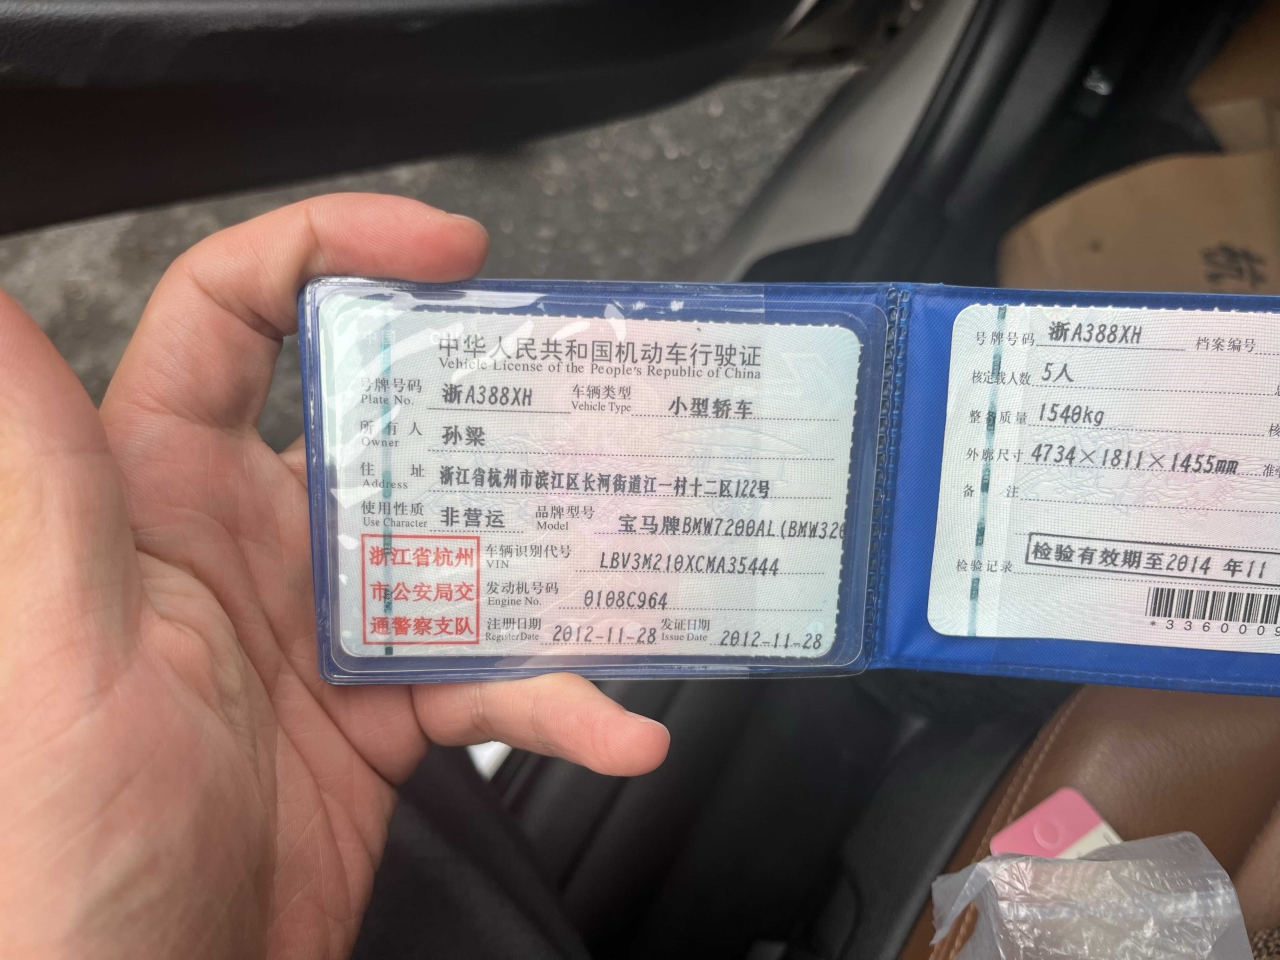 中华人民共和国机动车行驶证
Vehicle License of the People's Republic of China
号牌号码 浙A388XH 车辆类型 小型轿车
Plate No. Vehicle Type
所有人 孙梁
Owner
住址 浙江省杭州市滨江区长河街道江一村十二区122号
Address
使用性质 非营运 品牌型号 宝马牌BMW7200AL(BMW320
Use Character Model
浙江省杭州
市公安局交
通警察支队
车辆识别代号 LBV3M210XCMA35444
VIN
发动机号码 0108C964
Engine No.
注册日期 2012-11-28 发证日期 2012-11-28
Register Date Issue Date
号牌号码 浙A388XH 档案编号
核定载人数 5人
整备质量 1540kg
外廓尺寸 4734×1811×1455mm
备注
检验记录 检验有效期至2014年11
*3360009
杭